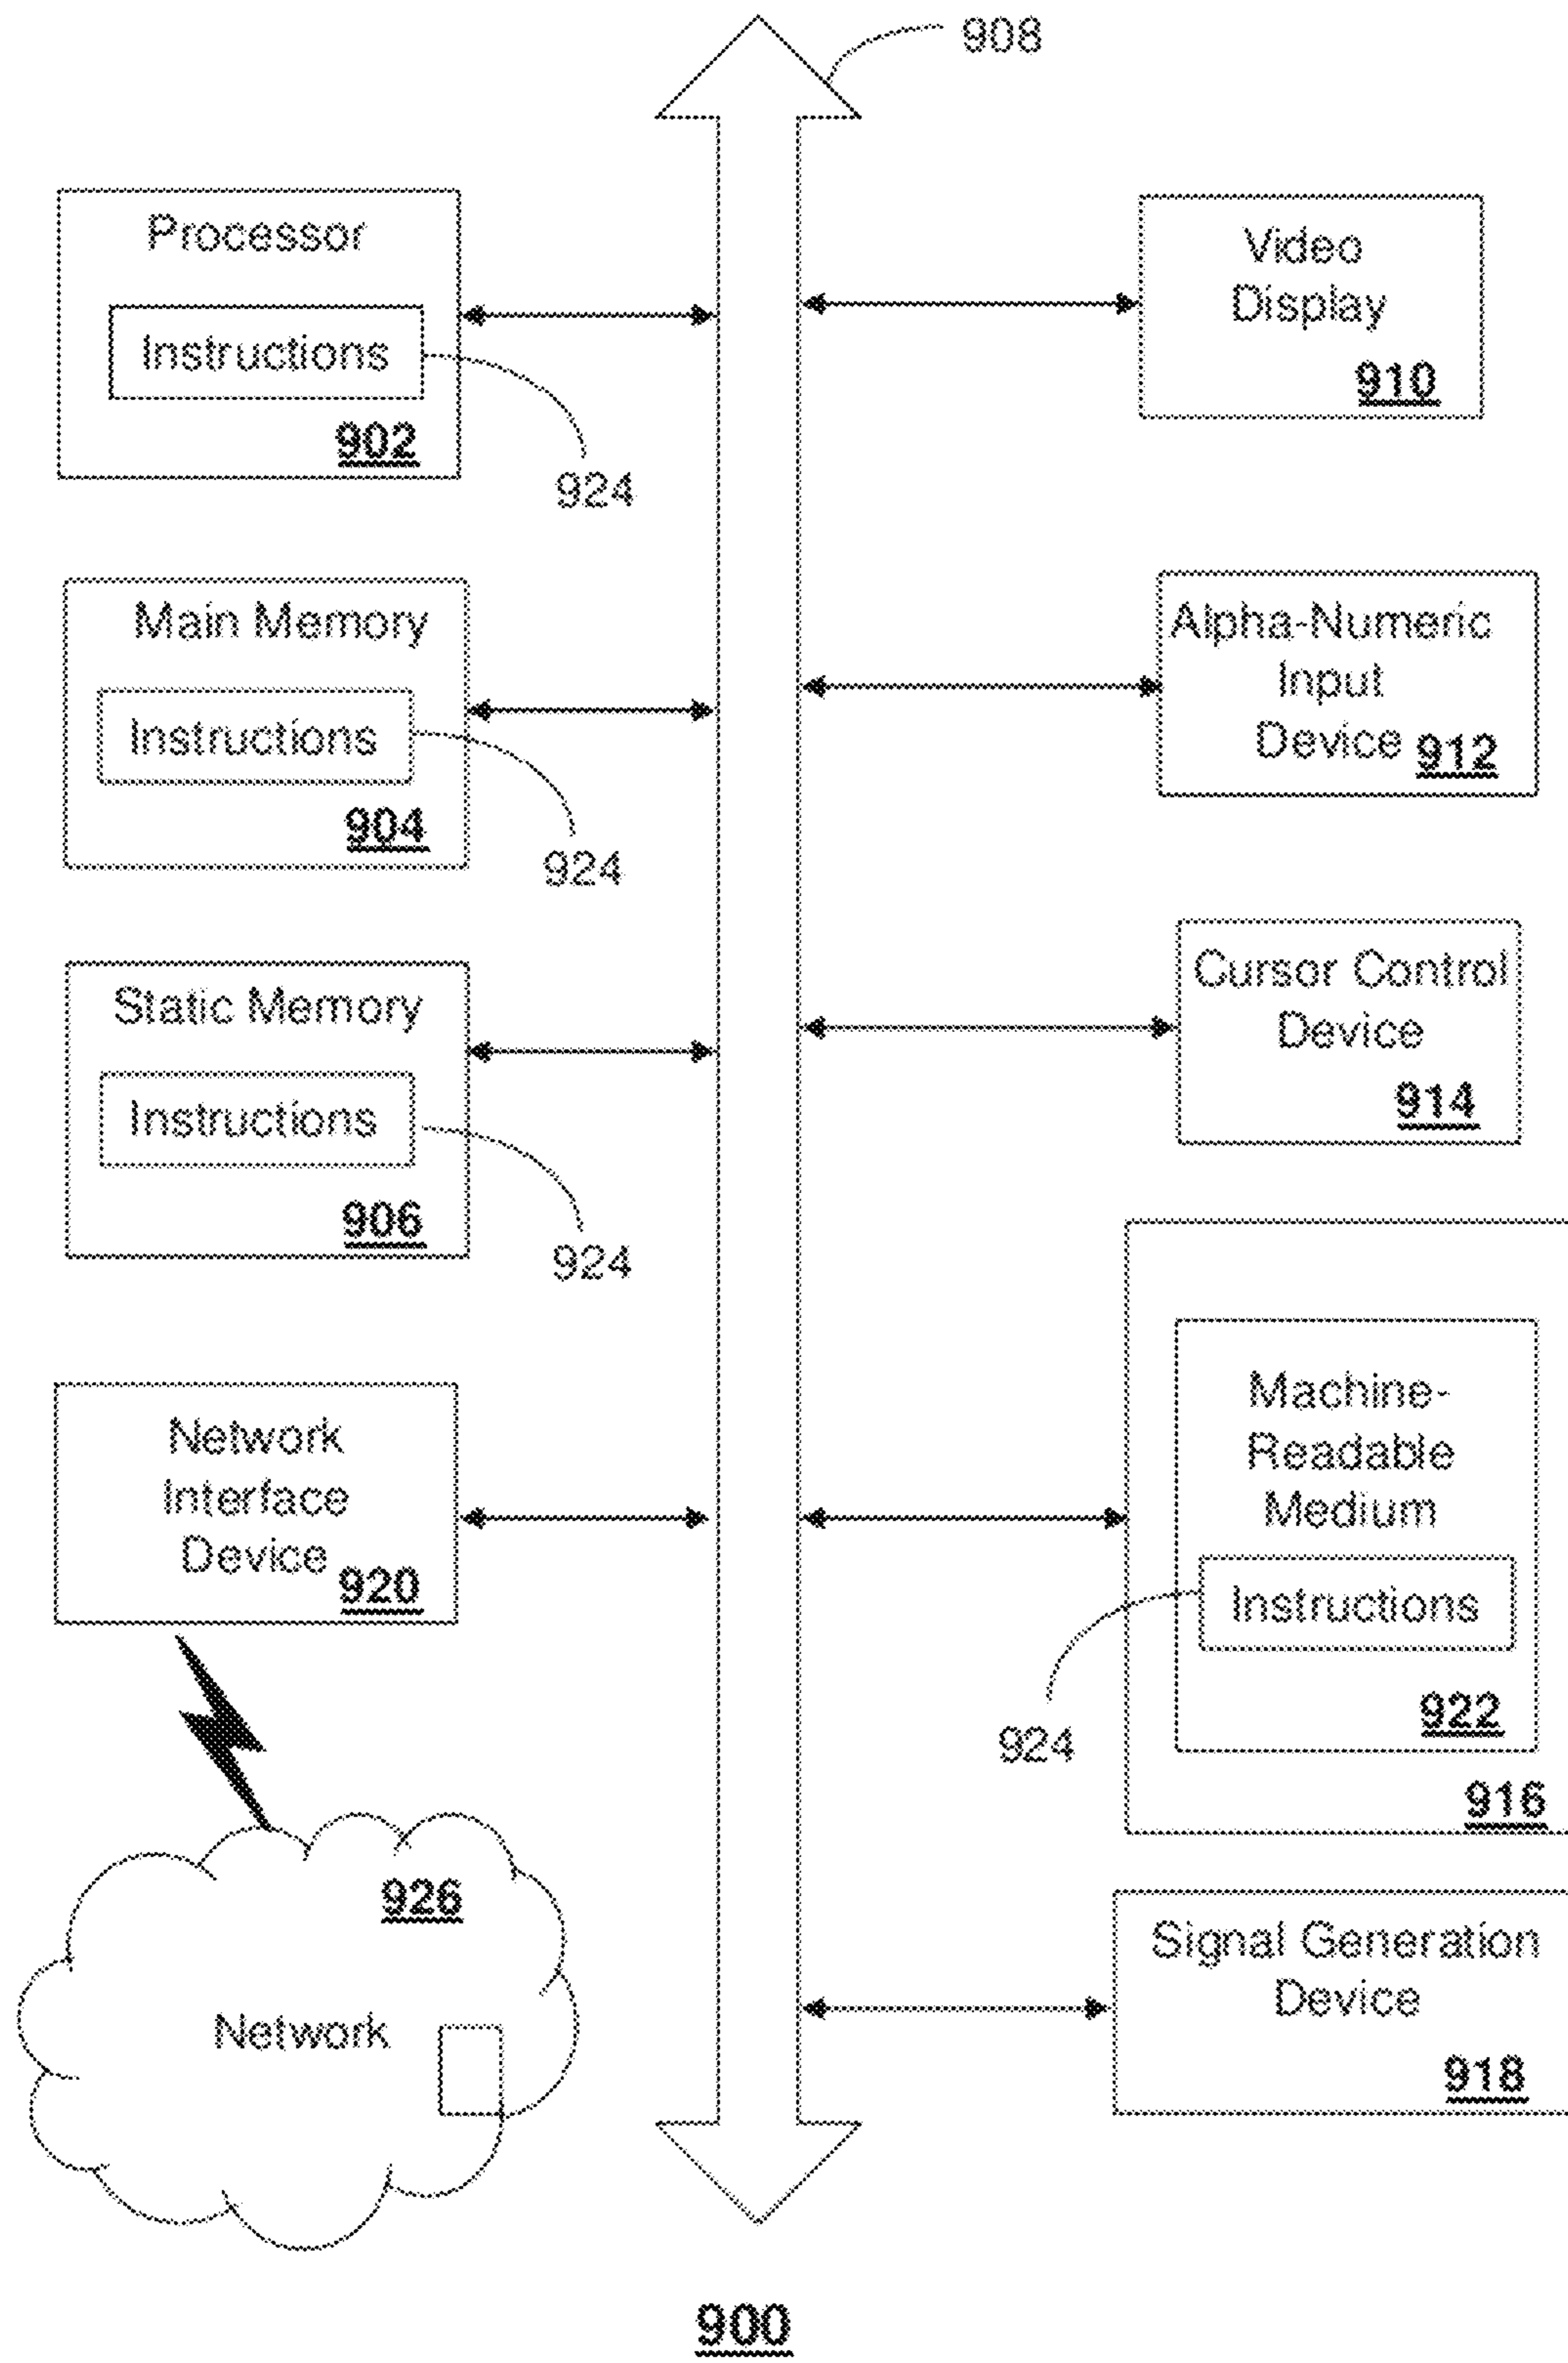 908
Processor
Instructions
902
924
Main Memory
Instructions
904
924
Static Memory
Instructions
906
924
Network
Interface
Device
920
926
Network
Video
Display
910
Alpha-Numeric
Input
Device
912
Cursor Control
Device
914
Machine-
Readable
Medium
Instructions
924
922
916
Signal Generation
Device
918
900